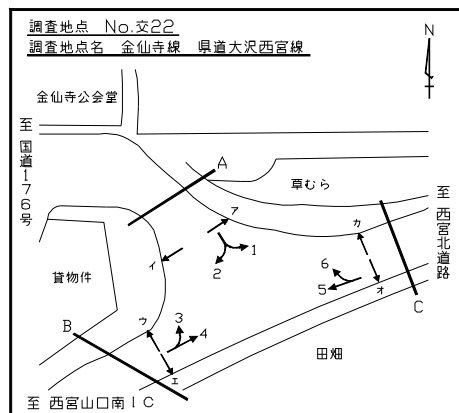 調査地点 No.交22
調査地点名 金仙寺線 県道大沢西宮線
N
金仙寺公会堂
至 国道176号
A
草むら
至 西宮北道路
ア
カ
1
2
イ
6
5
オ
C
貸物件
B
ウ
3
4
エ
田畑
至 西宮山口南IC